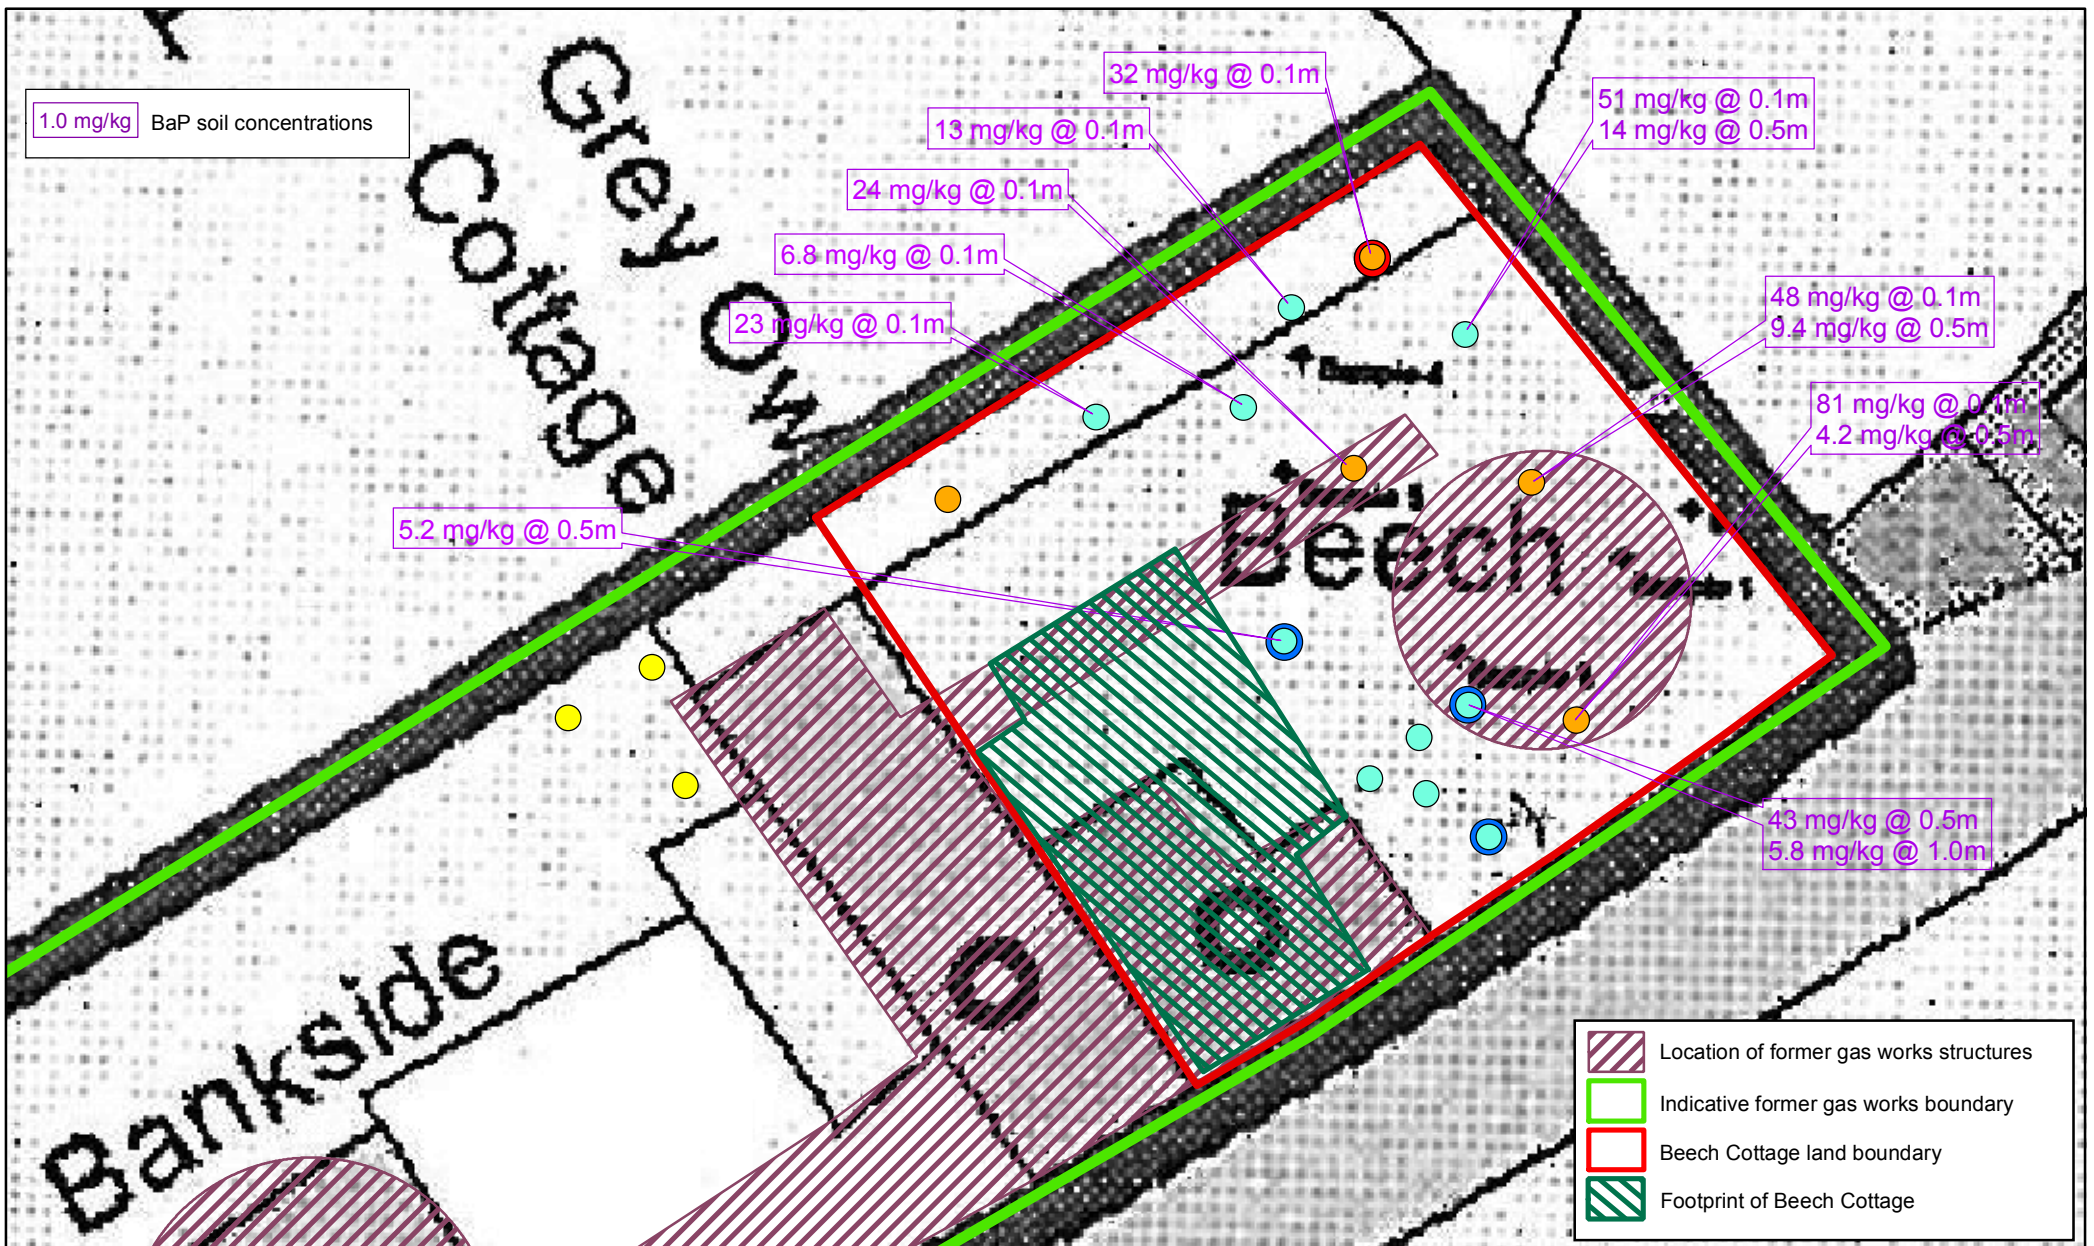 32 mg/kg @ 0.1m
51 mg/kg @ 0.1m
14 mg/kg @ 0.5m
1.0 mg/kg BaP soil concentrations
13 mg/kg @ 0.1m
24 mg/kg @ 0.1m
6.8 mg/kg @ 0.1m
23 mg/kg @ 0.1m
Grey Ow
Cottage
48 mg/kg @ 0.1m
9.4 mg/kg @ 0.5m
81 mg/kg @ 0.1m
4.2 mg/kg @ 0.5m
5.2 mg/kg @ 0.5m
Beech
43 mg/kg @ 0.5m
5.8 mg/kg @ 1.0m
Bankside
Location of former gas works structures
Indicative former gas works boundary
Beech Cottage land boundary
Footprint of Beech Cottage